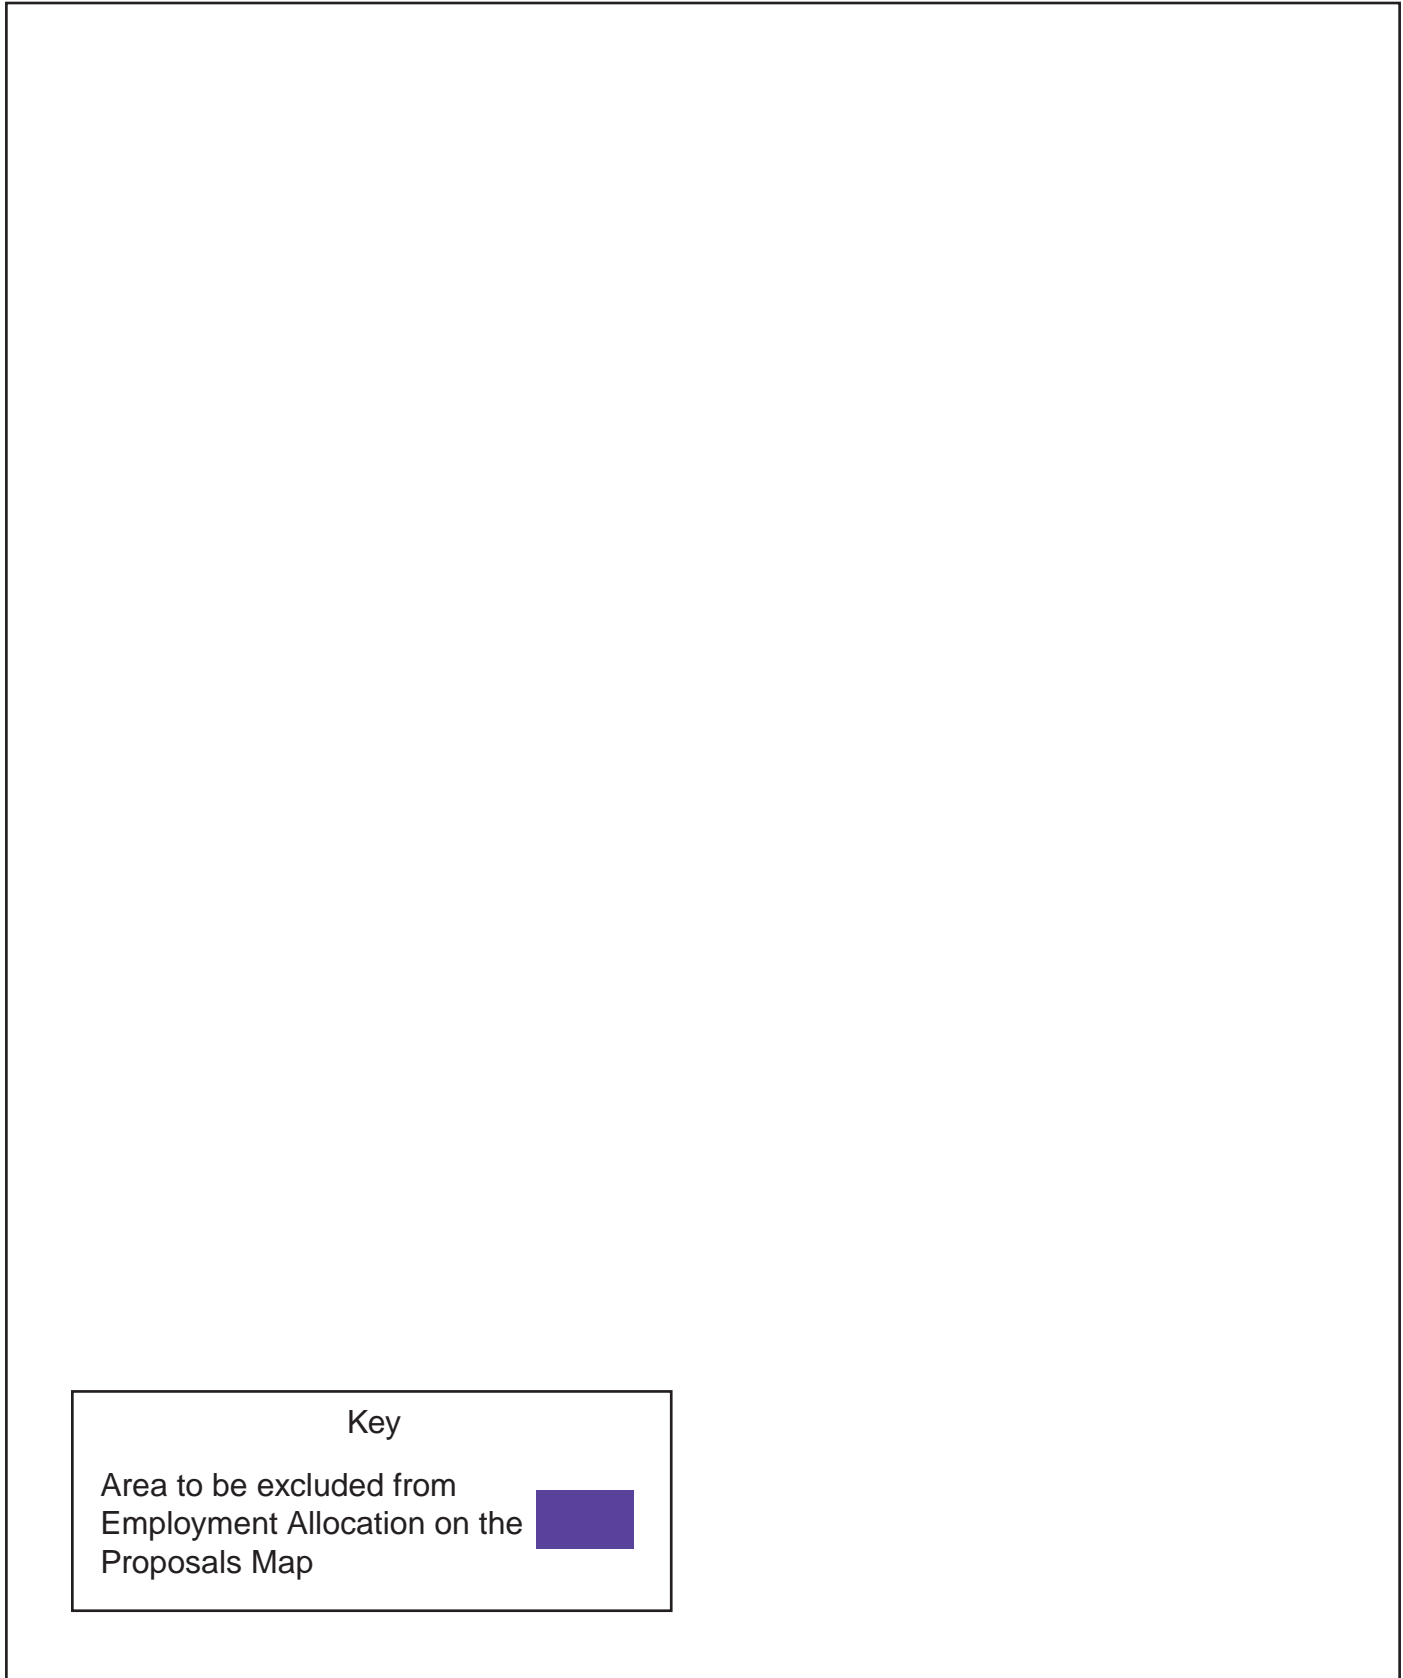 Key
Area to be excluded from
Employment Allocation on the
Proposals Map